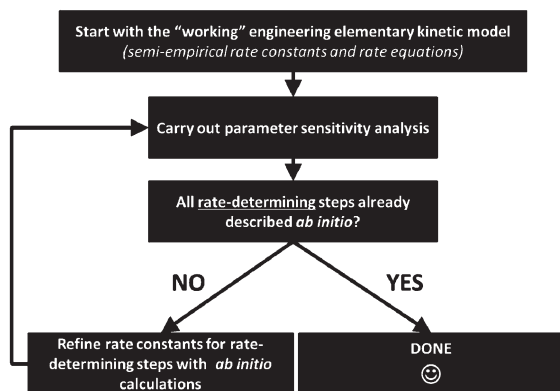 Start with the “working” engineering elementary kinetic model
(semi-empirical rate constants and rate equations)
Carry out parameter sensitivity analysis
All rate-determining steps already
described ab initio?
NO
YES
Refine rate constants for rate-
determining steps with ab initio
calculations
DONE